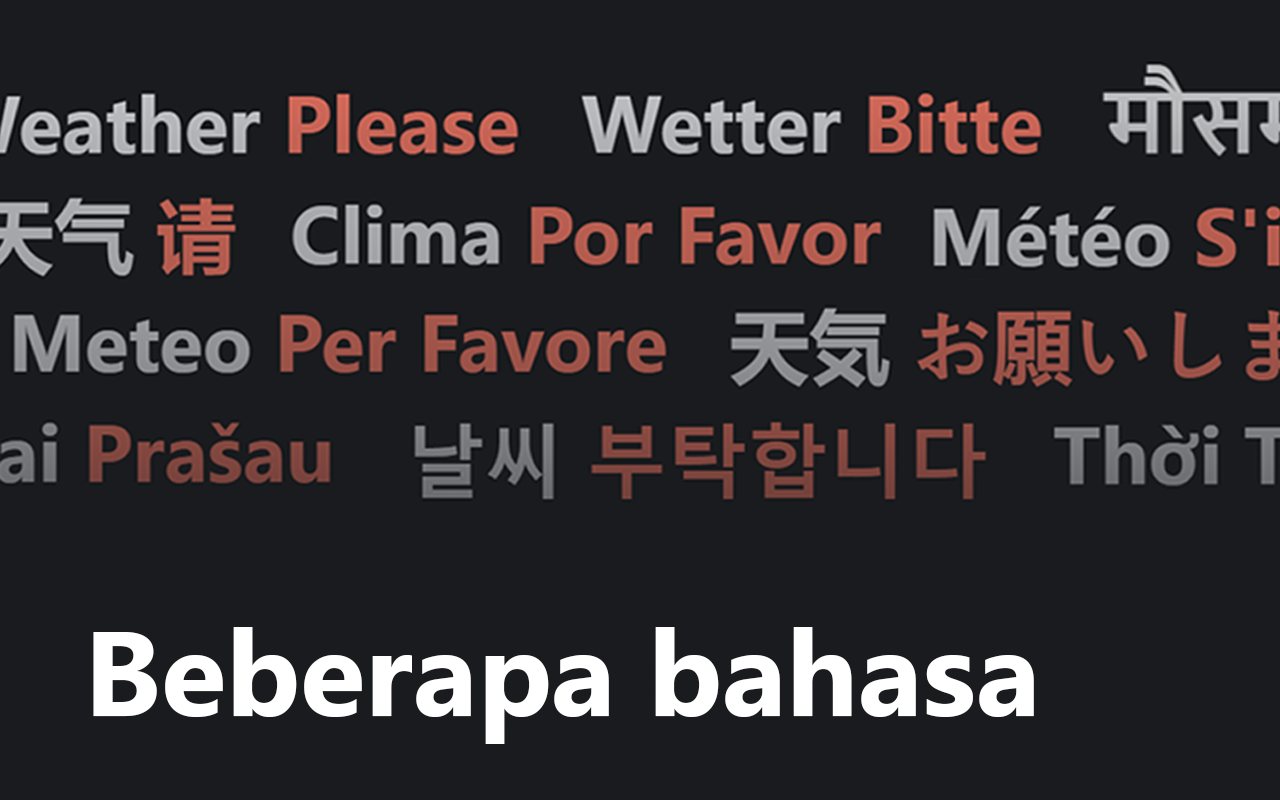 Weather Please Wetter Bitte
天气 请 Clima Por Favor Météo S'i
Meteo Per Favore 天気 お願いしま
Prašau 날씨 부탁합니다 Thời
Beberapa bahasa